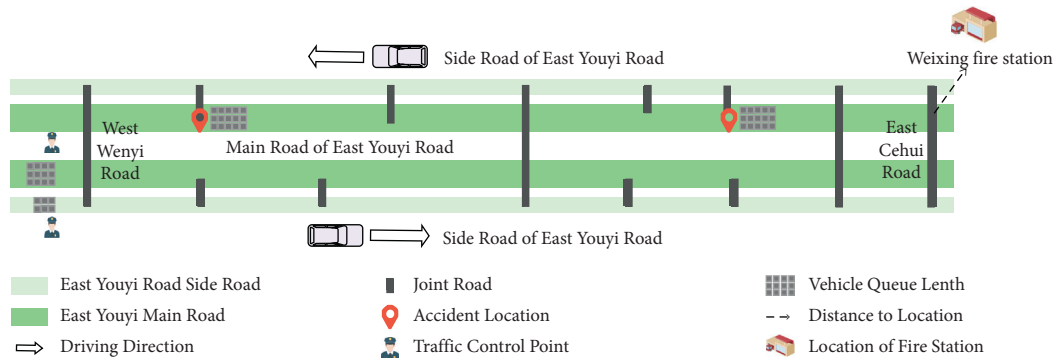 Side Road of East Youyi Road
Weixing fire station
West
Wenyi
Road
Main Road of East Youyi Road
East
Cehui
Road
Side Road of East Youyi Road
East Youyi Road Side Road
Joint Road
Vehicle Queue Lenth
East Youyi Main Road
Accident Location
Distance to Location
Driving Direction
Traffic Control Point
Location of Fire Station